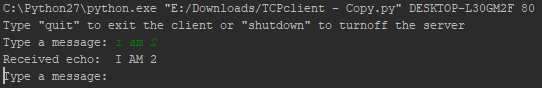 C:\Python27\python.exe "E:/Downloads/TCPclient - Copy.py" DESKTOP-L30GM2F 80
Type "quit" to exit the client or "shutdown" to turnoff the server
Type a message: i am 2
Received echo:  I AM 2
Type a message: